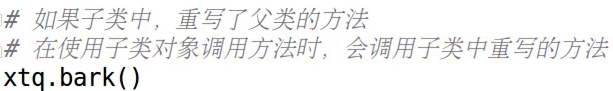 # 如果子类中，重写了父类的方法
# 在使用子类对象调用方法时，会调用子类中重写的方法
xtq.bark()